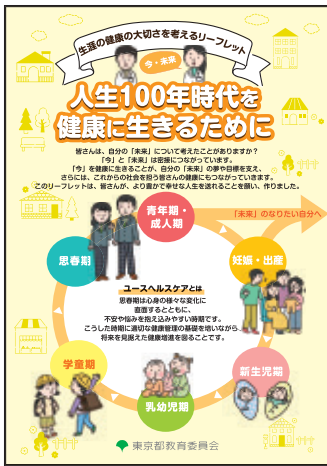 生涯の健康の大切さを考えるリーフレット
今・未来
人生100年時代を
健康に生きるために
皆さんは、自分の「未来」について考えたことがありますか？
「今」と「未来」は密接につながっています。
「今」を健康に生きることが、自分の「未来」の夢や目標を支え、
さらには、これからの社会を担う皆さんの健康にもつながっていきます。
このリーフレットは、皆さんが、より豊かで幸せな人生を送れることを願い、作りました。
青年期・
成人期
「未来」のなりたい自分へ
思春期
妊娠・出産
ユースヘルスケアとは
思春期は心身の様々な変化に
直面するとともに、
不安や悩みを抱え込みやすい時期です。
こうした時期に適切な健康管理の基礎を培いながら
将来を見据えた健康増進を図ることです。
学童期
新生児期
乳幼児期
東京都教育委員会